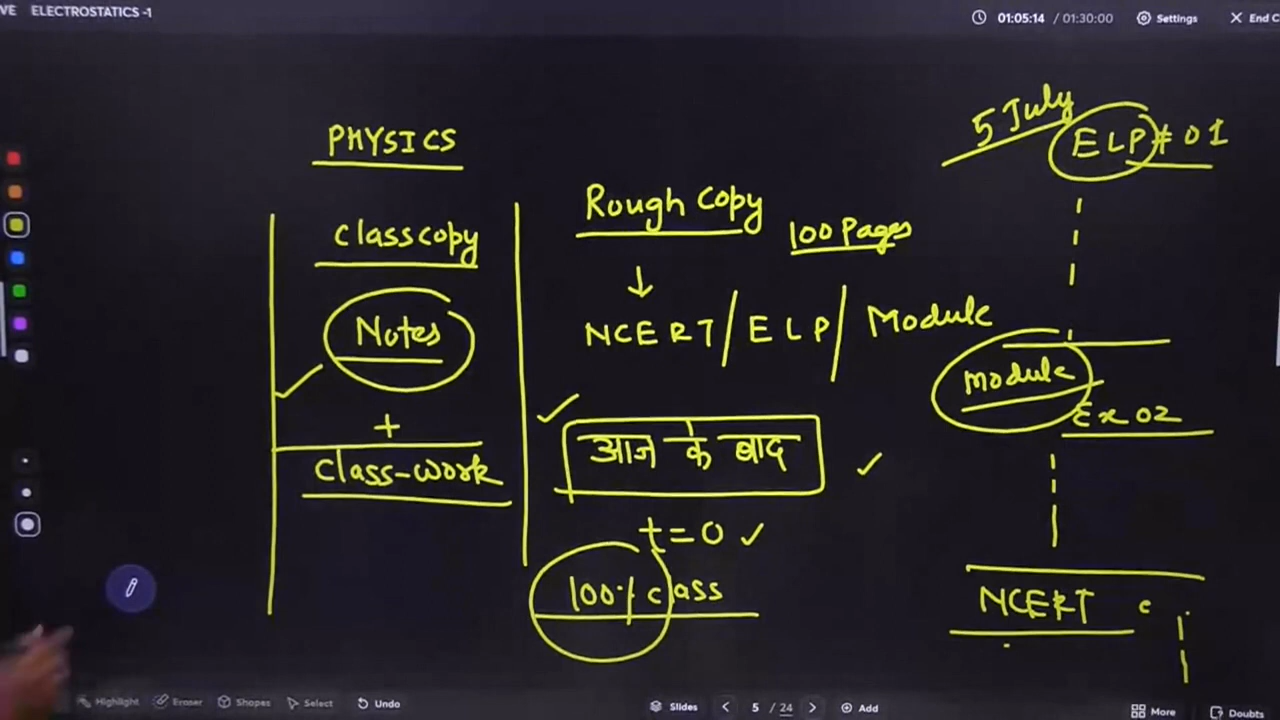 VE ELECTROSTATICS -1
01:05:14 / 01:30:00 Settings End C
5 July
ELP # 01
PHYSICS
Rough Copy
100 Pages
classcopy
Notes
NCERT / ELP / Module
Module
Ex 02
+
class-work
आज के बाद
t=0
100% class
NCERT
Highlight Eraser Shapes Select Undo
Slides 5 / 24 Add
More Doubts